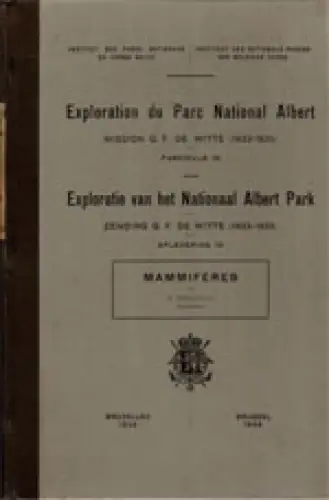 INSTITUT DES PARCS NATIONAUX
DU CONGO BELGE
INSTITUUT DER NATIONALE PARKEN
VAN BELGISCH CONGO
Exploration du Parc National Albert
MISSION G. F. DE WITTE (1933-1935)
FASCICULE
Exploratie van het Nationaal Albert Park
ZENDING G. F. DE WITTE (1933-1935)
AFLEVERING
MAMMIFÈRES
BRUXELLES
BRUSSEL